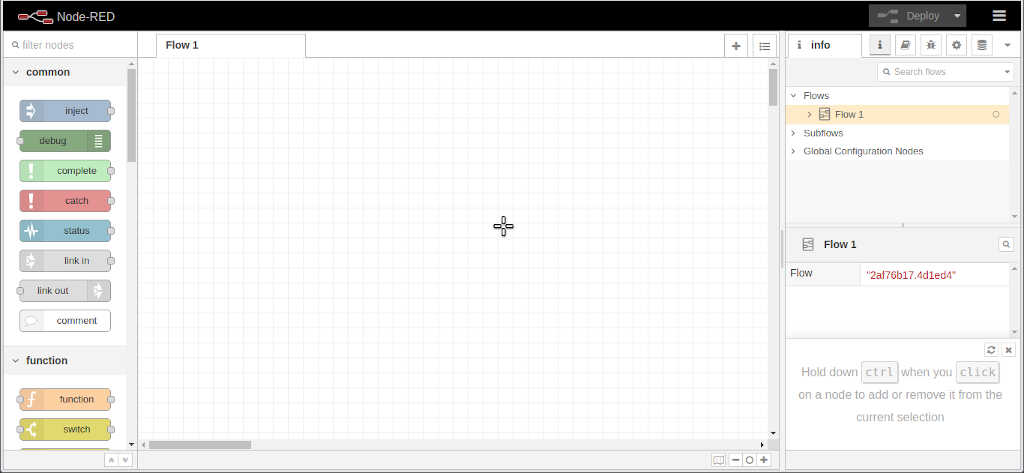 Node-RED
Deploy
filter nodes
Flow 1
info
common
inject
debug
complete
catch
status
link in
link out
comment
function
function
switch
Search flows
Flows
Flow 1
Subflows
Global Configuration Nodes
Flow 1
Flow "2af76b17.4d1ed4"
Hold down ctrl when you click
on a node to add or remove it from the
current selection